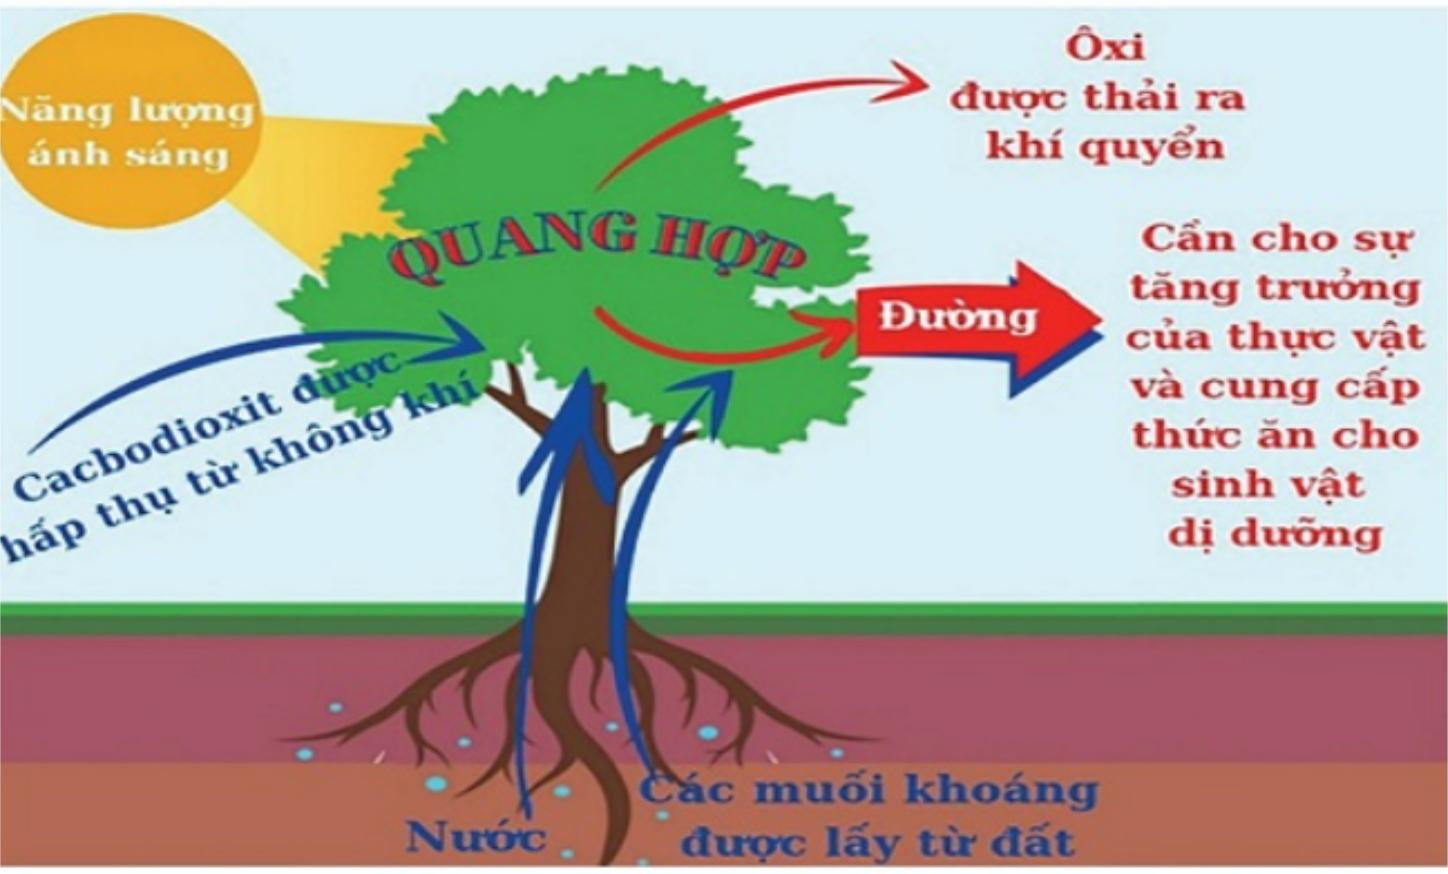 Năng lượng
ánh sáng
Ôxi
được thải ra
khí quyển
QUANG HỢP
Đường
Cần cho sự
tăng trưởng
của thực vật
và cung cấp
thức ăn cho
sinh vật
dị dưỡng
Cacbodioxit được
hấp thụ từ không khí
Nước
Các muối khoáng
được lấy từ đất